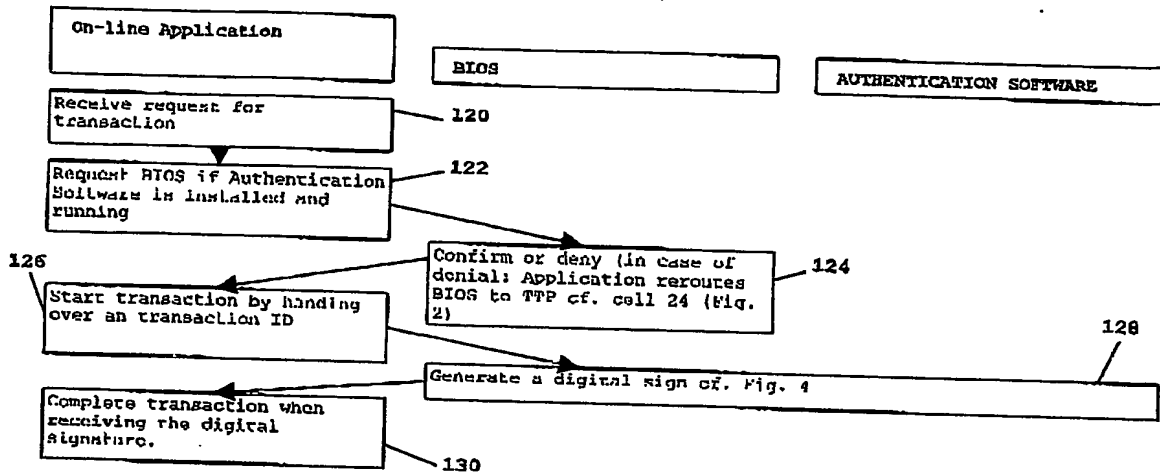 On-line Application
BIOS
AUTHENTICATION SOFTWARE
Receive request for
transaction
120
Request BIOS if Authentication
Software is installed and
running
122
Confirm or deny (in case of
denial: Application reroutes
BIOS to TTP cf. cell 24 (Fig.
2)
124
126
Start transaction by handing
over an transaction ID
128
Generate a digital sign cf. Fig. 4
Complete transaction when
receiving the digital
signature.
130